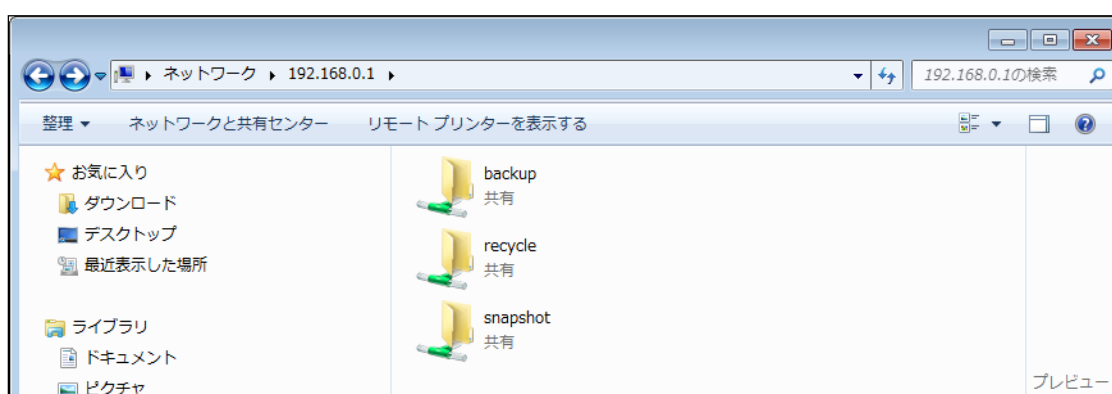 ネットワーク 192.168.0.1 192.168.0.1の検索
整理 ネットワークと共有センター リモート プリンターを表示する
お気に入り
ダウンロード
デスクトップ
最近表示した場所
ライブラリ
ドキュメント
ピクチャ
backup
共有
recycle
共有
snapshot
共有
プレビュー